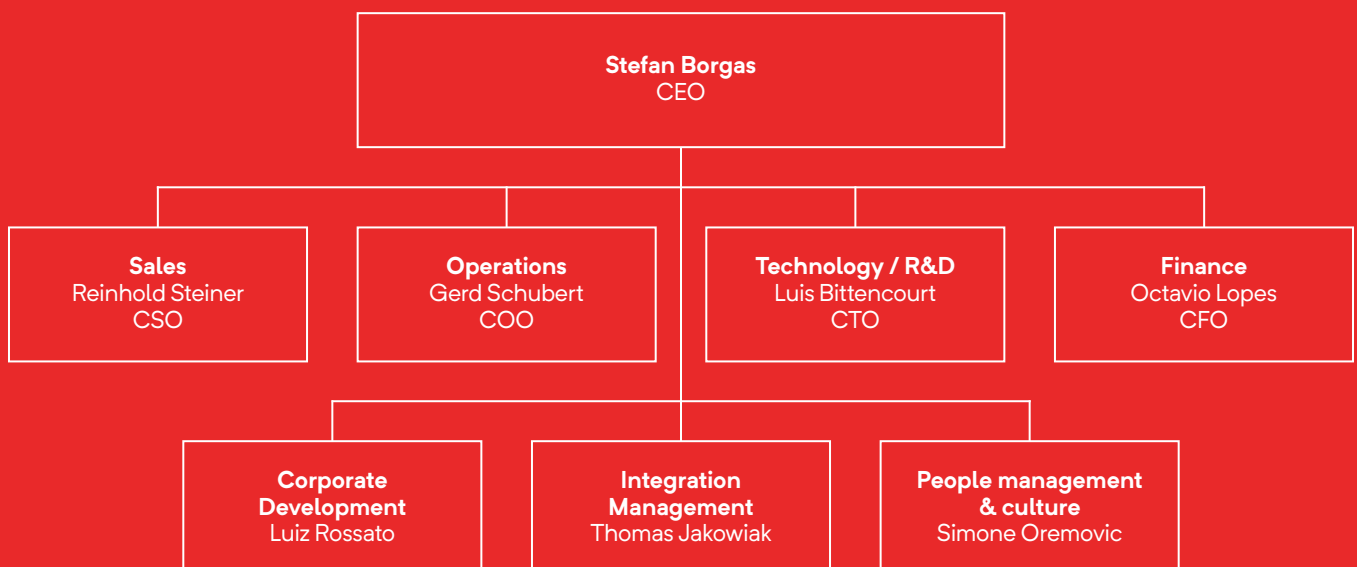 Stefan Borgas
CEO
Sales
Reinhold Steiner
CSO
Operations
Gerd Schubert
COO
Technology / R&D
Luis Bittencourt
CTO
Finance
Octavio Lopes
CFO
Corporate
Development
Luiz Rossato
Integration
Management
Thomas Jakowiak
People management
& culture
Simone Oremovic